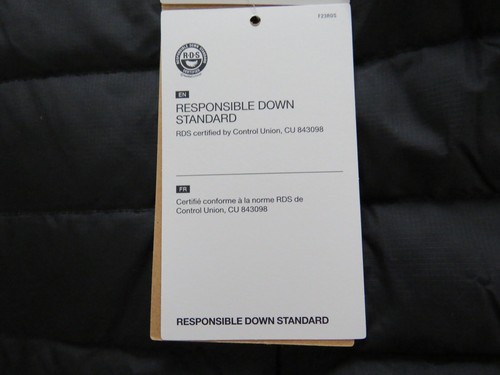 RDS
EN
RESPONSIBLE DOWN
STANDARD
RDS certified by Control Union, CU 843098
FR
Certifié conforme à la norme RDS de
Control Union, CU 843098
RESPONSIBLE DOWN STANDARD